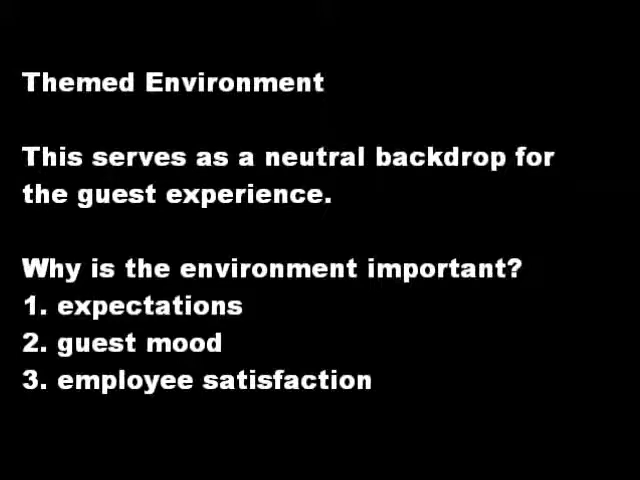 Themed Environment
This serves as a neutral backdrop for
the guest experience.
Why is the environment important?
1. expectations
2. guest mood
3. employee satisfaction